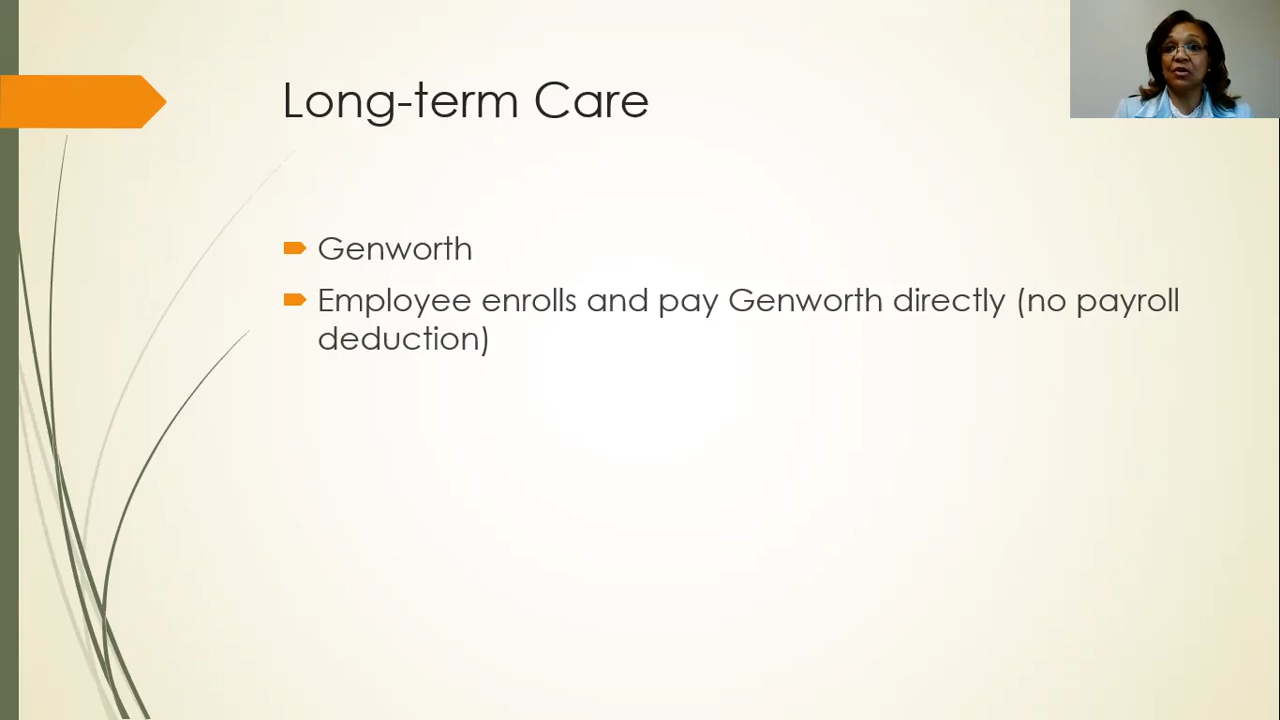 Long-term Care
Genworth
Employee enrolls and pay Genworth directly (no payroll
deduction)